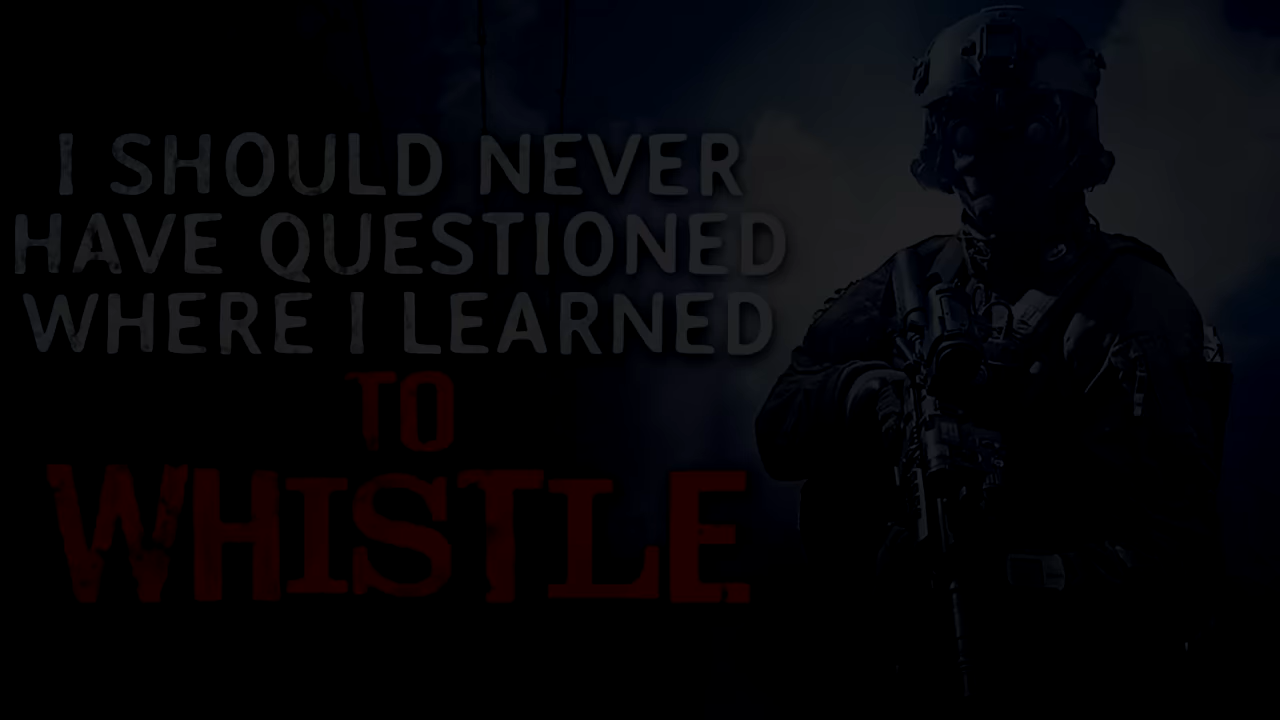 I SHOULD NEVER
HAVE QUESTIONED
WHERE I LEARNED
TO
WHISTLE